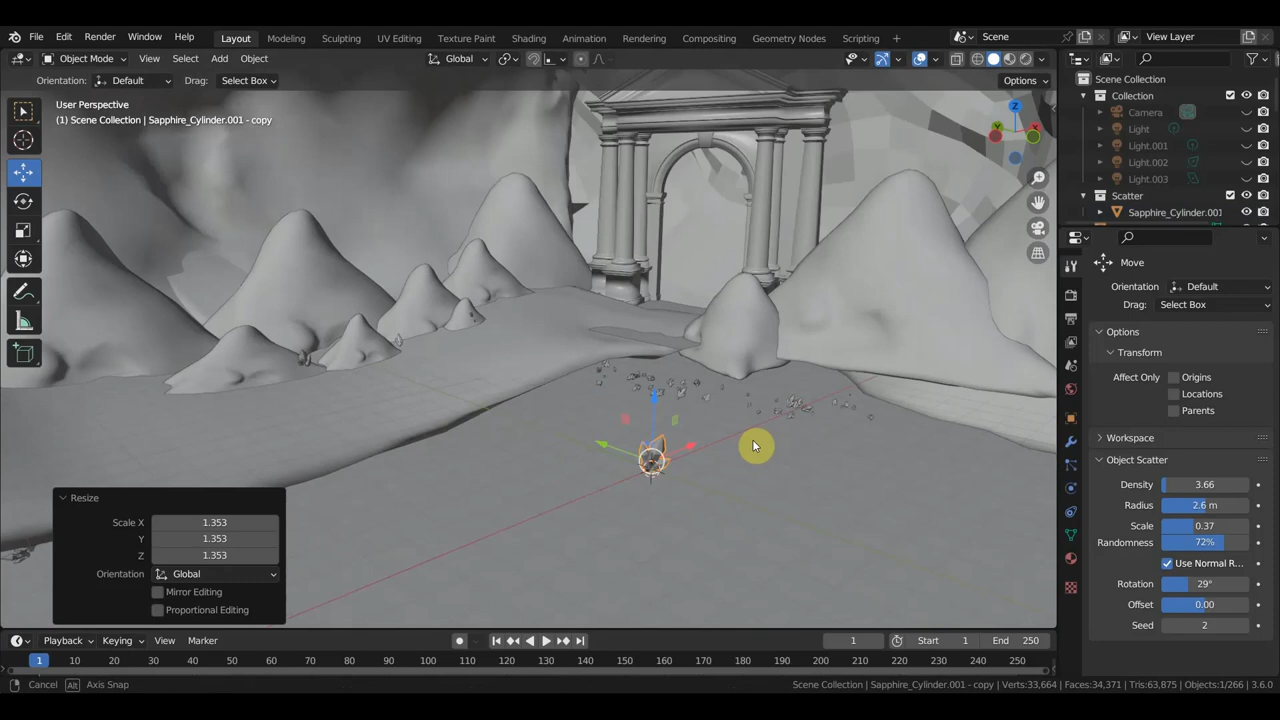 File Edit Render Window Help Layout Modeling Sculpting UV Editing Texture Paint Shading Animation Rendering Compositing Geometry Nodes Scripting + Scene View Layer
Object Mode View Select Add Object Global
Orientation: Default Drag: Select Box Options
User Perspective
(1) Scene Collection | Sapphire_Cylinder.001 - copy
Z
Y
X
Scene Collection
Collection
Camera
Light
Light.001
Light.002
Light.003
Scatter
Sapphire_Cylinder.001
Move
Orientation Default
Drag: Select Box
Options
Transform
Affect Only Origins
Locations
Parents
Workspace
Object Scatter
Density 3.66
Radius 2.6 m
Scale 0.37
Randomness 72%
Use Normal R...
Rotation 29°
Offset 0.00
Seed 2
Resize
Scale X 1.353
Y 1.353
Z 1.353
Orientation Global
Mirror Editing
Proportional Editing
Playback Keying View Marker 1 Start 1 End 250
1 10 20 30 40 50 60 70 80 90 100 110 120 130 140 150 160 170 180 190 200 210 220 230 240 250
Cancel Alt Axis Snap Scene Collection | Sapphire_Cylinder.001 - copy | Verts:33,664 | Faces:34,371 | Tris:63,875 | Objects:1/266 | 3.6.0